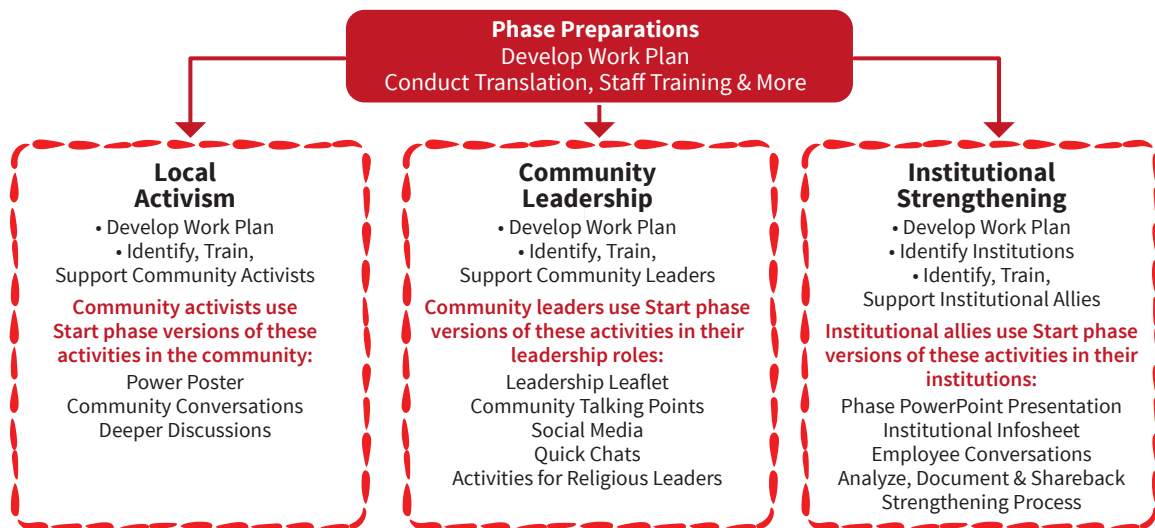 Phase Preparations
Develop Work Plan
Conduct Translation, Staff Training & More
Local
Activism
• Develop Work Plan
• Identify, Train,
Support Community Activists
Community activists use
Start phase versions of these
activities in the community:
Power Poster
Community Conversations
Deeper Discussions
Community
Leadership
• Develop Work Plan
• Identify, Train,
Support Community Leaders
Community leaders use Start phase
versions of these activities in their
leadership roles:
Leadership Leaflet
Community Talking Points
Social Media
Quick Chats
Activities for Religious Leaders
Institutional
Strengthening
• Develop Work Plan
• Identify Institutions
• Identify, Train,
Support Institutional Allies
Institutional allies use Start phase
versions of these activities in their
institutions:
Phase PowerPoint Presentation
Institutional Infosheet
Employee Conversations
Analyze, Document & Shareback
Strengthening Process